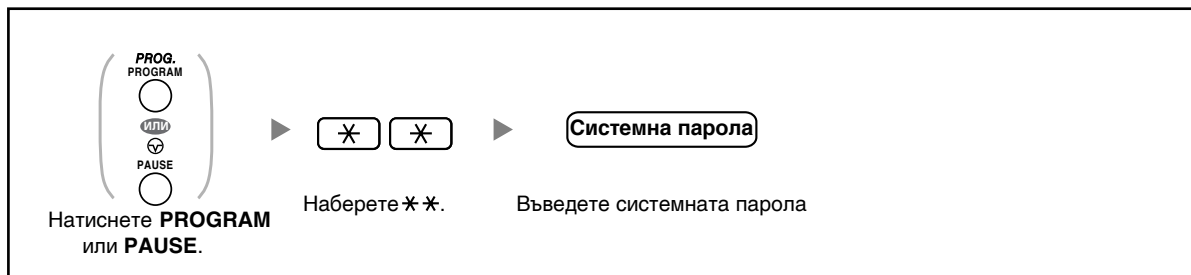 PROG.
PROGRAM
или
PAUSE
Натиснете PROGRAM
или PAUSE.
* *
Наберете * *.
Системна парола
Въведете системната парола